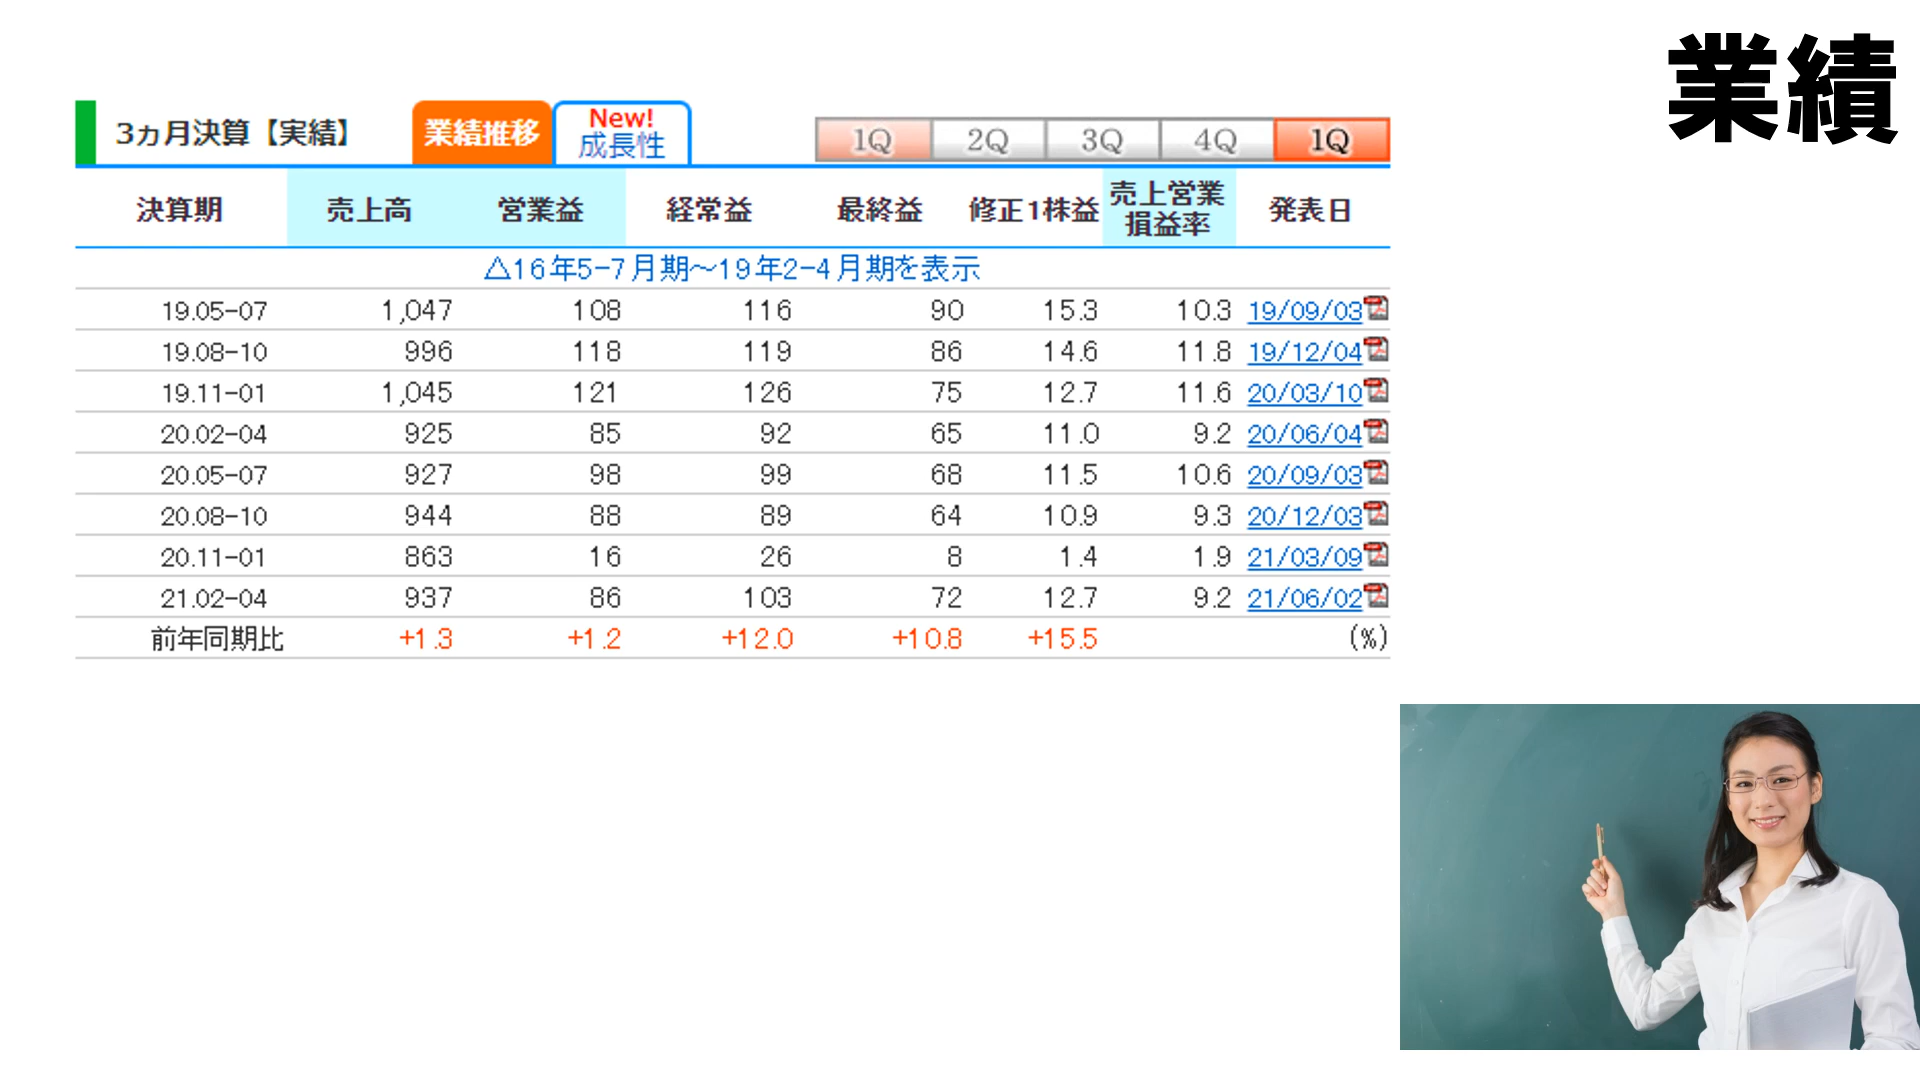 業績
3ヵ月決算【実績】 業績推移 New! 成長性 1Q 2Q 3Q 4Q 1Q
決算期 売上高 営業益 経常益 最終益 修正1株益 売上営業損益率 発表日
△16年5-7月期～19年2-4月期を表示
19.05-07 1,047 108 116 90 15.3 10.3 19/09/03
19.08-10 996 118 119 86 14.6 11.8 19/12/04
19.11-01 1,045 121 126 75 12.7 11.6 20/03/10
20.02-04 925 85 92 65 11.0 9.2 20/06/04
20.05-07 927 98 99 68 11.5 10.6 20/09/03
20.08-10 944 88 89 64 10.9 9.3 20/12/03
20.11-01 863 16 26 8 1.4 1.9 21/03/09
21.02-04 937 86 103 72 12.7 9.2 21/06/02
前年同期比 +1.3 +1.2 +12.0 +10.8 +15.5 (%)